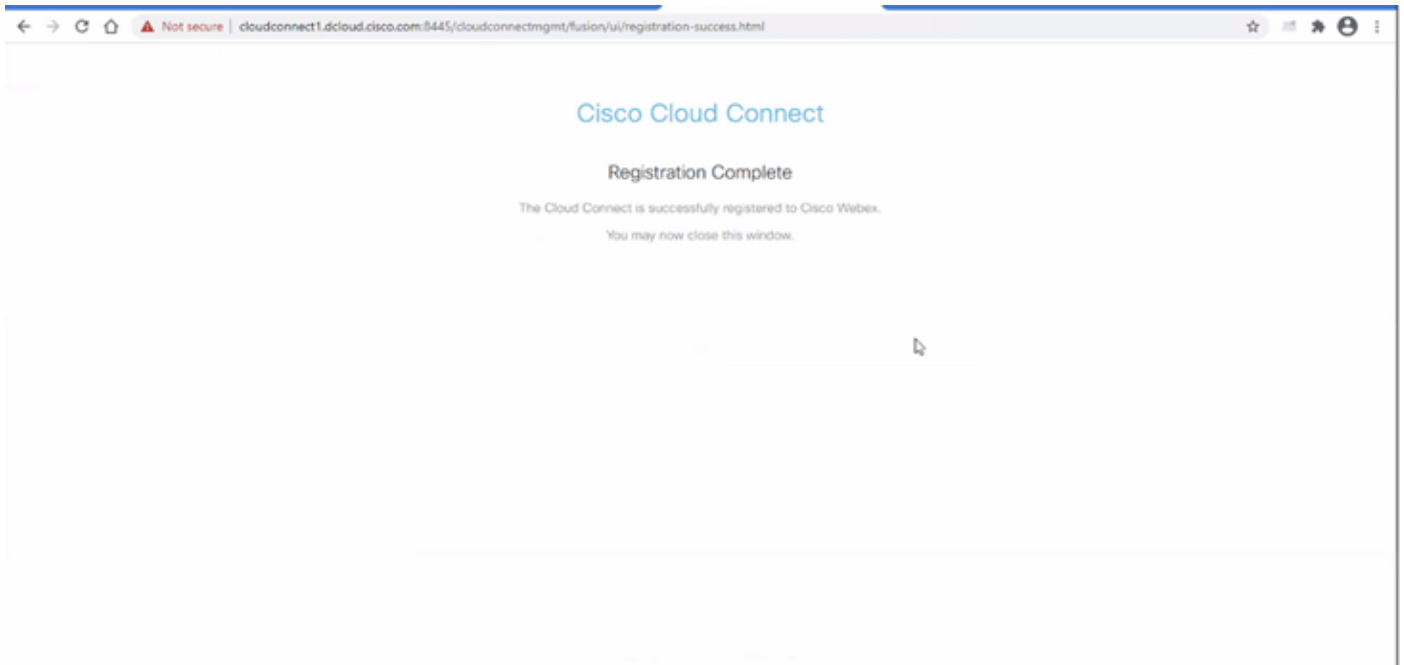 Not secure | cloudconnect1.dcloud.cisco.com:8445/cloudconnectmgmt/fusion/ui/registration-success.html
Cisco Cloud Connect
Registration Complete
The Cloud Connect is successfully registered to Cisco Webex.
You may now close this window.